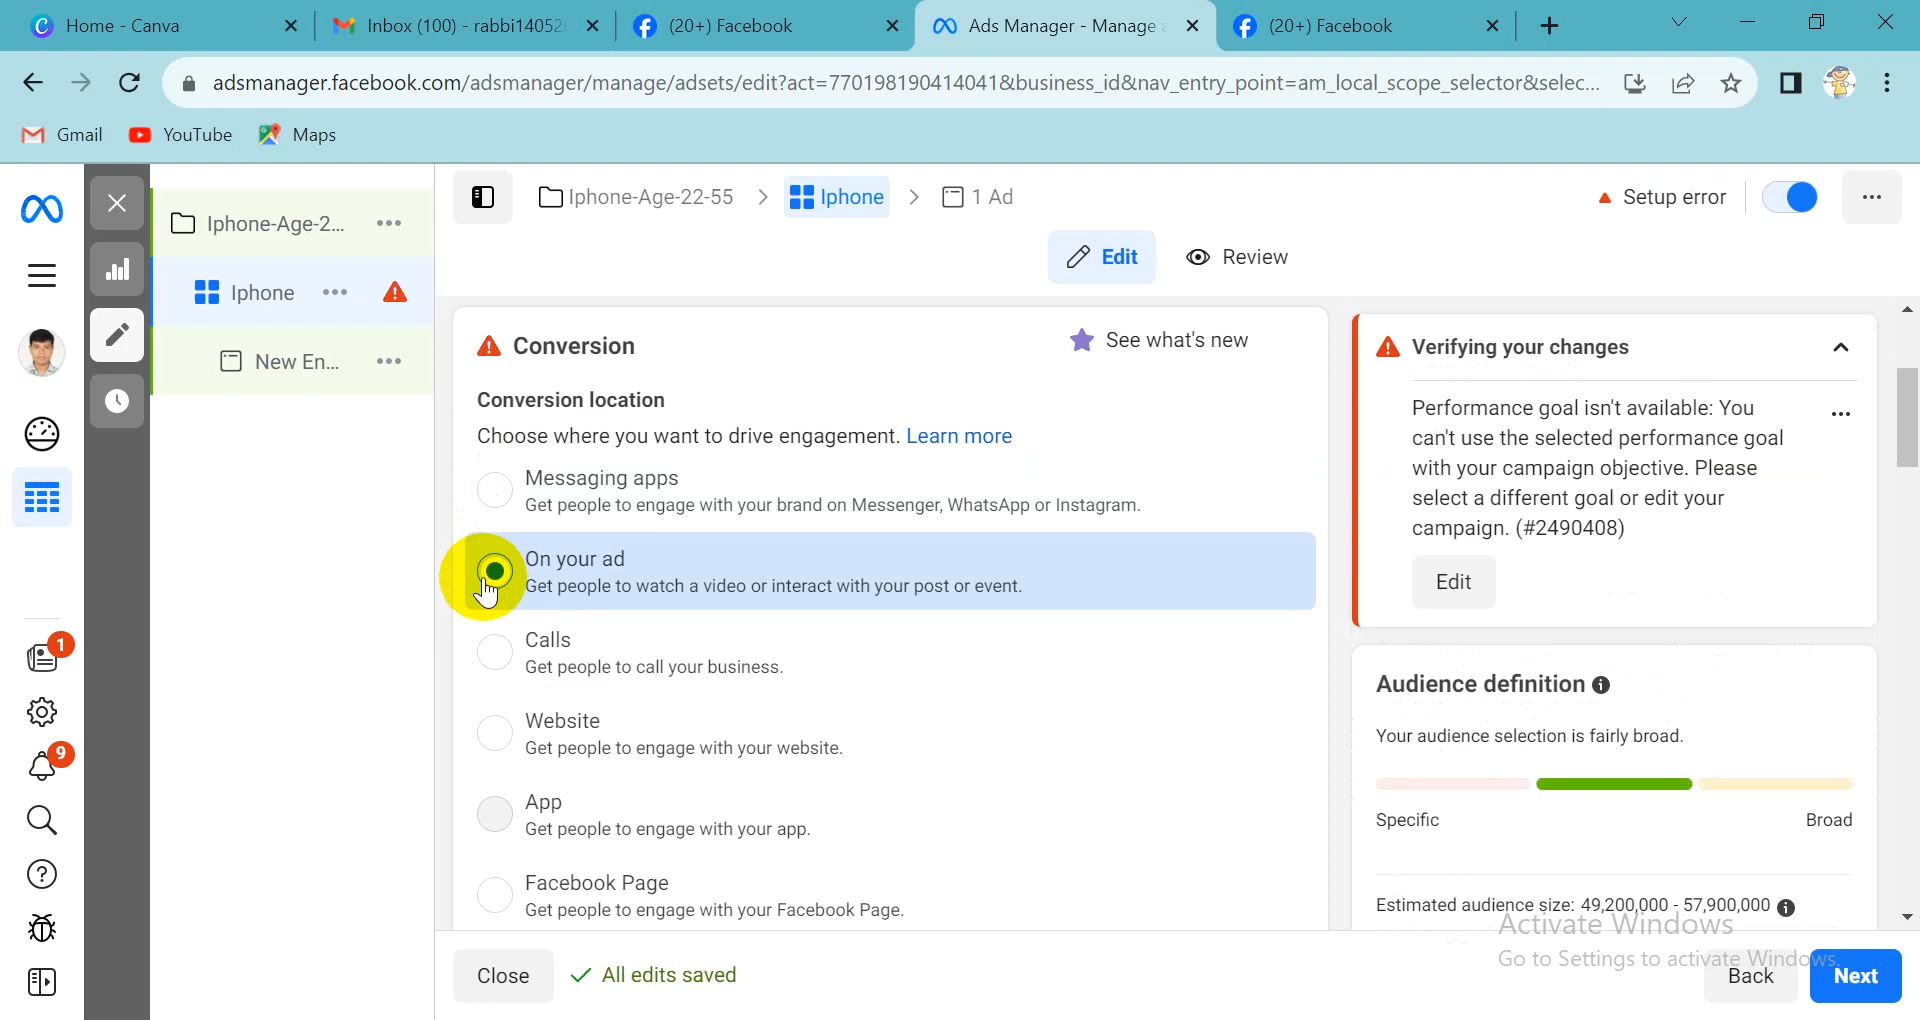 Home - Canva
Inbox (100) - rabbi14052
(20+) Facebook
Ads Manager - Manage a
(20+) Facebook
adsmanager.facebook.com/adsmanager/manage/adsets/edit?act=770198190414041&business_id&nav_entry_point=am_local_scope_selector&selec...
Gmail
YouTube
Maps
Iphone-Age-2...
Iphone
New En...
1
9
Iphone-Age-22-55
Iphone
1 Ad
Setup error
Edit
Review
Conversion
See what's new
Conversion location
Choose where you want to drive engagement. Learn more
Messaging apps
Get people to engage with your brand on Messenger, WhatsApp or Instagram.
On your ad
Get people to watch a video or interact with your post or event.
Calls
Get people to call your business.
Website
Get people to engage with your website.
App
Get people to engage with your app.
Facebook Page
Get people to engage with your Facebook Page.
Verifying your changes
Performance goal isn't available: You
can't use the selected performance goal
with your campaign objective. Please
select a different goal or edit your
campaign. (#2490408)
Edit
Audience definition
Your audience selection is fairly broad.
Specific
Broad
Estimated audience size: 49,200,000 - 57,900,000
Activate Windows
Go to Settings to activate Windows.
Close
All edits saved
Back
Next